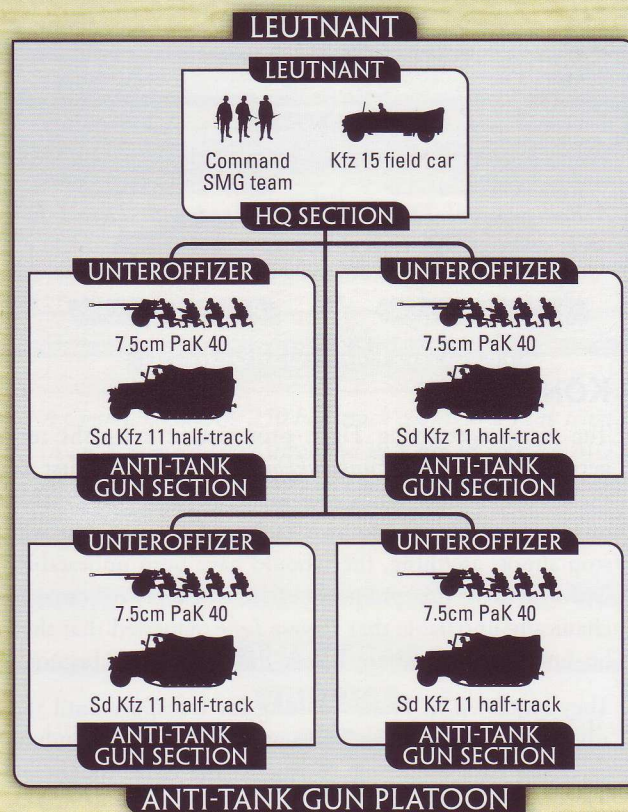 LEUTNANT
LEUTNANT
Command
SMG team
Kfz 15 field car
HQ SECTION
UNTEROFFIZER
7.5cm PaK 40
Sd Kfz 11 half-track
ANTI-TANK
GUN SECTION
UNTEROFFIZER
7.5cm PaK 40
Sd Kfz 11 half-track
ANTI-TANK
GUN SECTION
UNTEROFFIZER
7.5cm PaK 40
Sd Kfz 11 half-track
ANTI-TANK
GUN SECTION
UNTEROFFIZER
7.5cm PaK 40
Sd Kfz 11 half-track
ANTI-TANK
GUN SECTION
ANTI-TANK GUN PLATOON